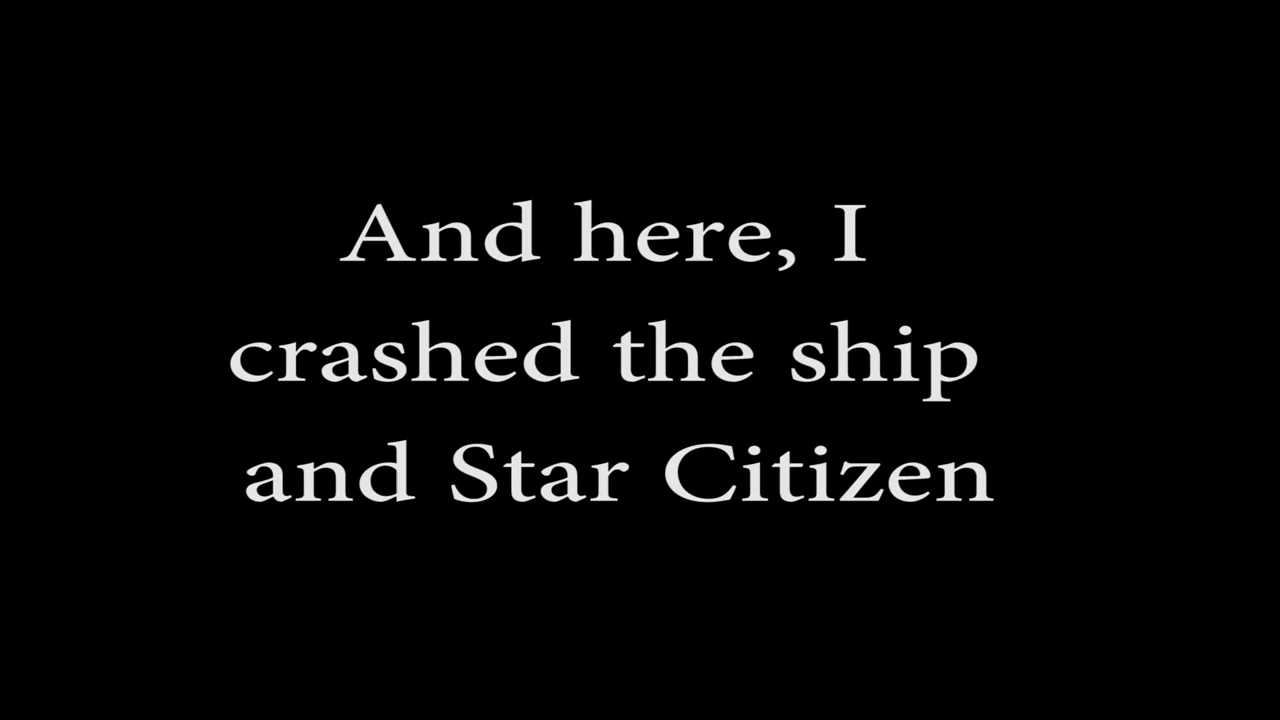 And here, I
crashed the ship
and Star Citizen